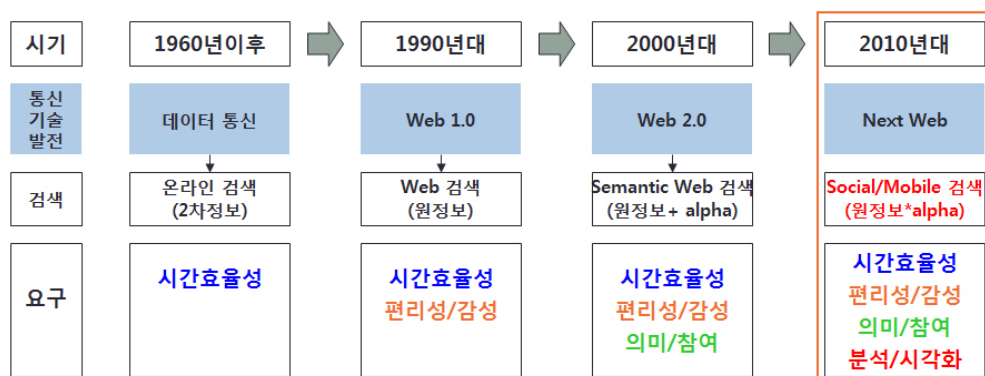 시기
1960년이후
1990년대
2000년대
2010년대
통신
기술
발전
데이터 통신
Web 1.0
Web 2.0
Next Web
검색
온라인 검색
(2차정보)
Web 검색
(원정보)
Semantic Web 검색
(원정보+ alpha)
Social/Mobile 검색
(원정보*alpha)
요구
시간효율성
시간효율성
편리성/감성
시간효율성
편리성/감성
의미/참여
시간효율성
편리성/감성
의미/참여
분석/시각화